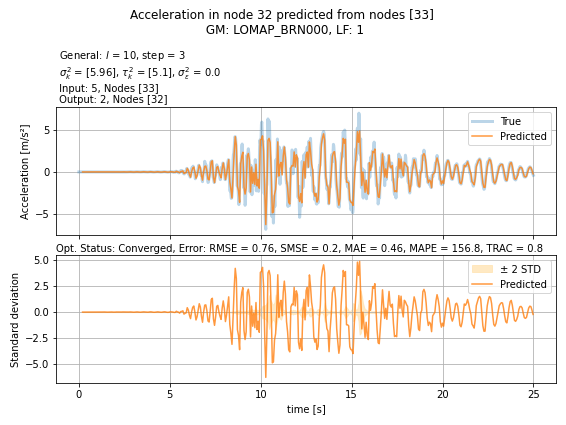 Acceleration in node 32 predicted from nodes [33]
GM: LOMAP_BRN000, LF: 1
General: l = 10, step = 3
σ²ₖ = [5.96], τ²ₖ = [5.1], σ²ε = 0.0
Input: 5, Nodes [33]
Output: 2, Nodes [32]
Acceleration [m/s²]
5
0
−5
True
Predicted
Opt. Status: Converged, Error: RMSE = 0.76, SMSE = 0.2, MAE = 0.46, MAPE = 156.8, TRAC = 0.8
Standard deviation
5.0
2.5
0.0
−2.5
−5.0
± 2 STD
Predicted
0 5 10 15 20 25
time [s]